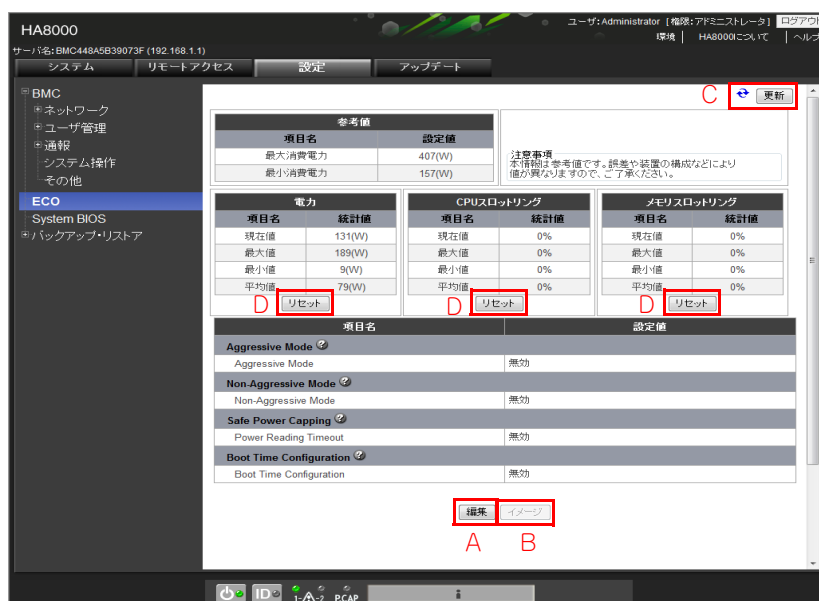 HA8000
ユーザ:Administrator [権限:アドミニストレータ] ログアウト
環境 | HA8000について | ヘルプ
サーバ名:BMC448A5B39073F (192.168.1.1)
システム リモートアクセス 設定 アップデート
BMC
ネットワーク
ユーザ管理
通報
システム操作
その他
ECO
System BIOS
バックアップ・リストア
C 更新
参考値
項目名 設定値
最大消費電力 407(W)
最小消費電力 157(W)
注意事項
本情報は参考値です。誤差や装置の構成などにより
値が異なりますので、ご了承ください。
電力
項目名 統計値
現在値 131(W)
最大値 189(W)
最小値 9(W)
平均値 79(W)
D リセット
CPUスロットリング
項目名 統計値
現在値 0%
最大値 0%
最小値 0%
平均値 0%
D リセット
メモリスロットリング
項目名 統計値
現在値 0%
最大値 0%
最小値 0%
平均値 0%
D リセット
項目名 設定値
Aggressive Mode
Aggressive Mode 無効
Non-Aggressive Mode
Non-Aggressive Mode 無効
Safe Power Capping
Power Reading Timeout 無効
Boot Time Configuration
Boot Time Configuration 無効
編集 イメージ
A B
ID 1-⚠-2 P.CAP